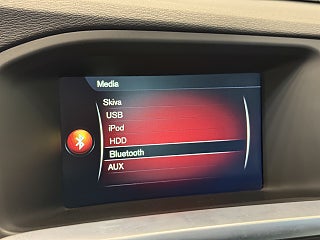 Media
Skiva
USB
iPod
HDD
Bluetooth
AUX